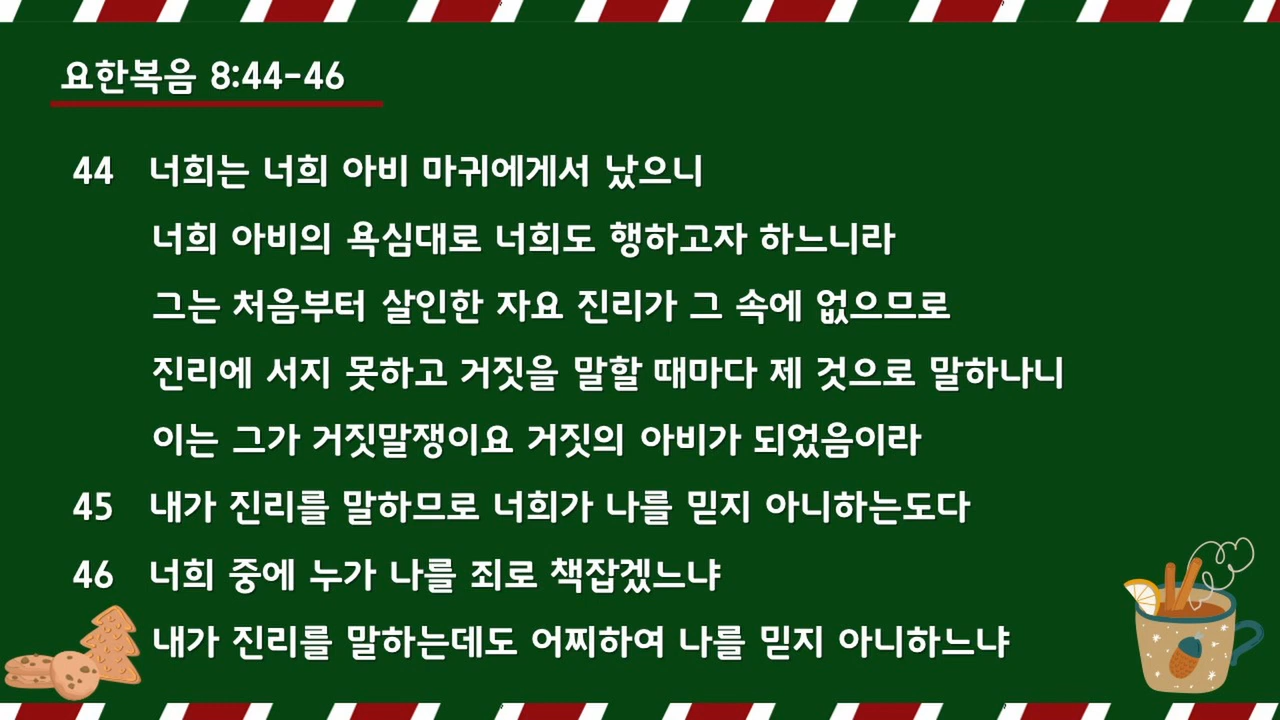 요한복음 8:44-46
44 너희는 너희 아비 마귀에게서 났으니
너희 아비의 욕심대로 너희도 행하고자 하느니라
그는 처음부터 살인한 자요 진리가 그 속에 없으므로
진리에 서지 못하고 거짓을 말할 때마다 제 것으로 말하나니
이는 그가 거짓말쟁이요 거짓의 아비가 되었음이라
45 내가 진리를 말하므로 너희가 나를 믿지 아니하는도다
46 너희 중에 누가 나를 죄로 책잡겠느냐
내가 진리를 말하는데도 어찌하여 나를 믿지 아니하느냐